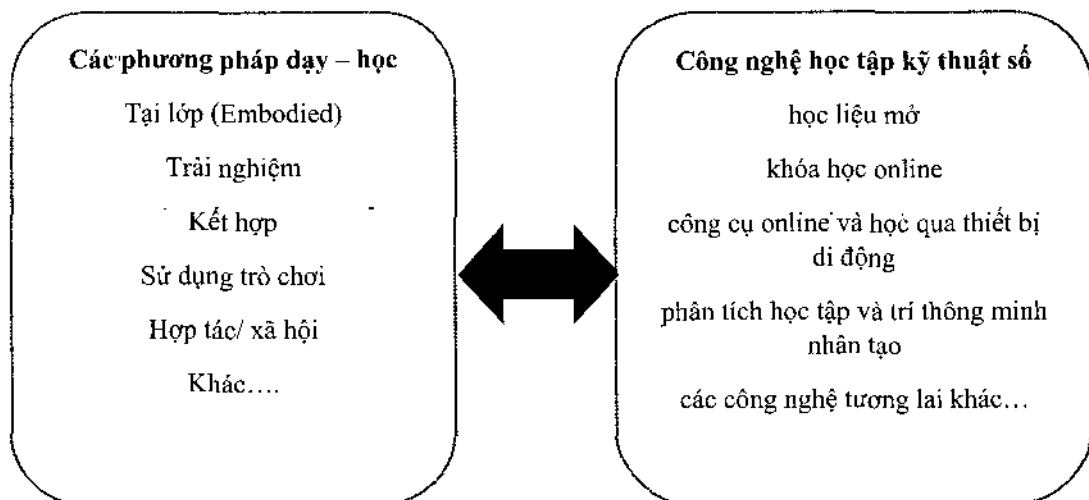 Các phương pháp dạy – học
Tại lớp (Embodied)
Trải nghiệm
Kết hợp
Sử dụng trò chơi
Hợp tác/ xã hội
Khác....
Công nghệ học tập kỹ thuật số
học liệu mở
khóa học online
công cụ online và học qua thiết bị
di động
phân tích học tập và trí thông minh
nhân tạo
các công nghệ tương lai khác...